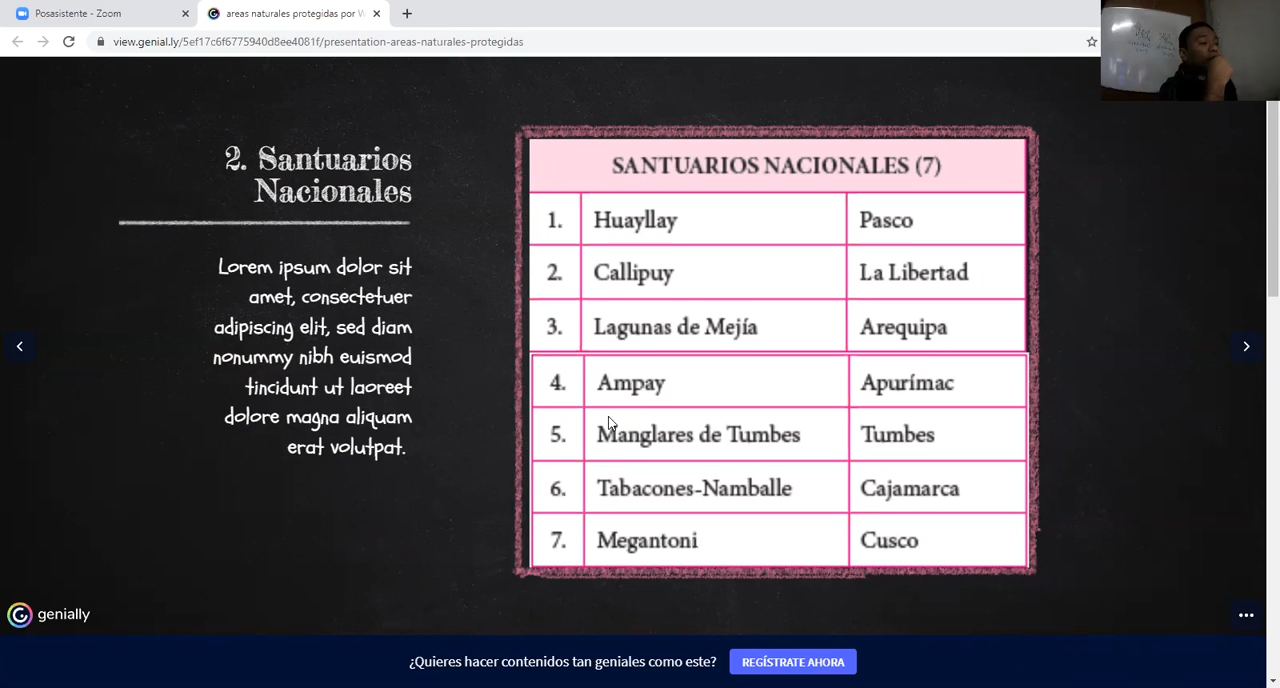 Posasistente - Zoom
areas naturales protegidas por W
view.genial.ly/5ef17c6f6775940d8ee4081f/presentation-areas-naturales-protegidas
2. Santuarios
Nacionales
Lorem ipsum dolor sit
amet, consectetuer
adipiscing elit, sed diam
nonummy nibh euismod
tincidunt ut laoreet
dolore magna aliquam
erat volutpat.
SANTUARIOS NACIONALES (7)
1. Huayllay Pasco
2. Callipuy La Libertad
3. Lagunas de Mejía Arequipa
4. Ampay Apurímac
5. Manglares de Tumbes Tumbes
6. Tabacones-Namballe Cajamarca
7. Megantoni Cusco
genially
¿Quieres hacer contenidos tan geniales como este? REGÍSTRATE AHORA